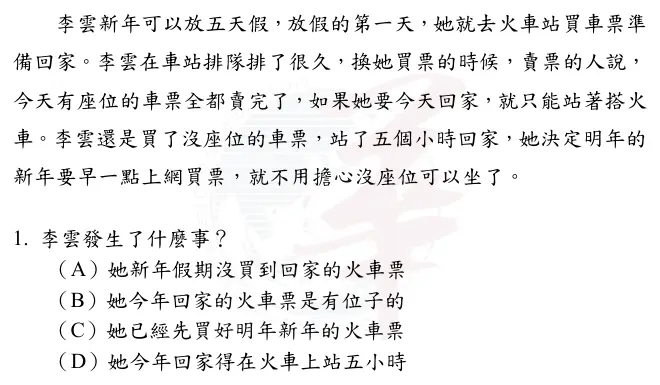 李雲新年可以放五天假，放假的第一天，她就去火車站買車票準
備回家。李雲在車站排隊排了很久，換她買票的時候，賣票的人說，
今天有座位的車票全都賣完了，如果她要今天回家，就只能站著搭火
車。李雲還是買了沒座位的車票，站了五個小時回家，她決定明年的
新年要早一點上網買票，就不用擔心沒座位可以坐了。
1. 李雲發生了什麼事？
（A）她新年假期沒買到回家的火車票
（B）她今年回家的火車票是有位子的
（C）她已經先買好明年新年的火車票
（D）她今年回家得在火車上站五小時